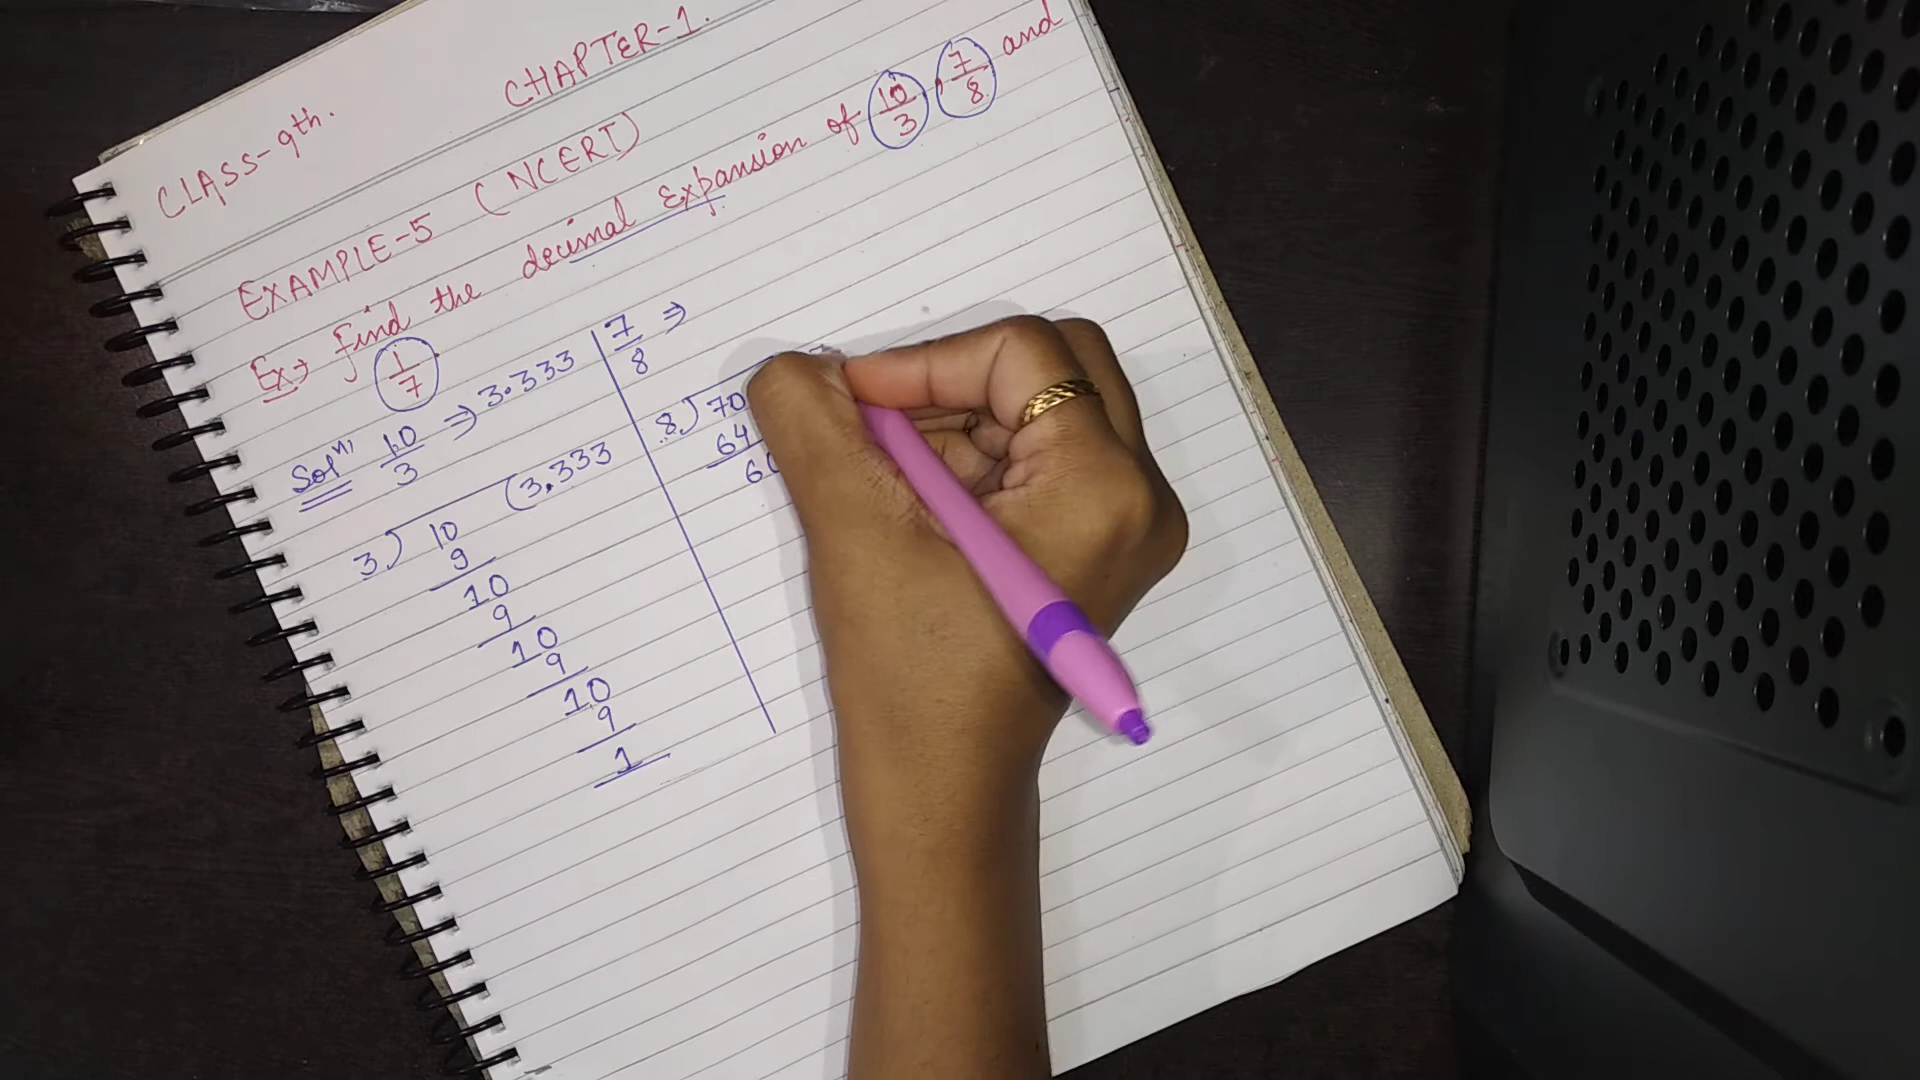 CLASS-9th.
CHAPTER-1.
EXAMPLE-5 (NCERT)
Ex→ Find the decimal expansion of 10/3, 7/8 and
1/7.
Solⁿ) 10/3 ⇒ 3.333
3) 10 (3.333
9
10
9
10
9
10
9
1
7/8 ⇒
8) 70
64
60